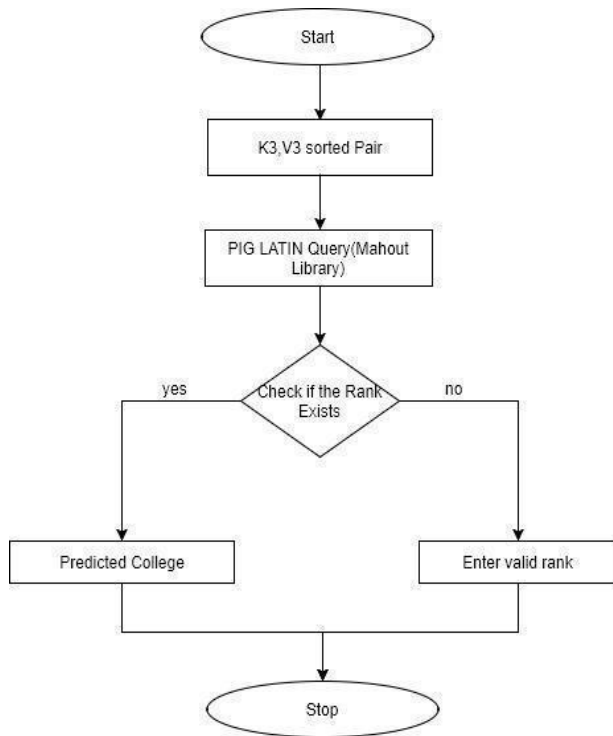 Start
K3,V3 sorted Pair
PIG LATIN Query(Mahout
Library)
yes
Check if the Rank
Exists
no
Predicted College
Enter valid rank
Stop